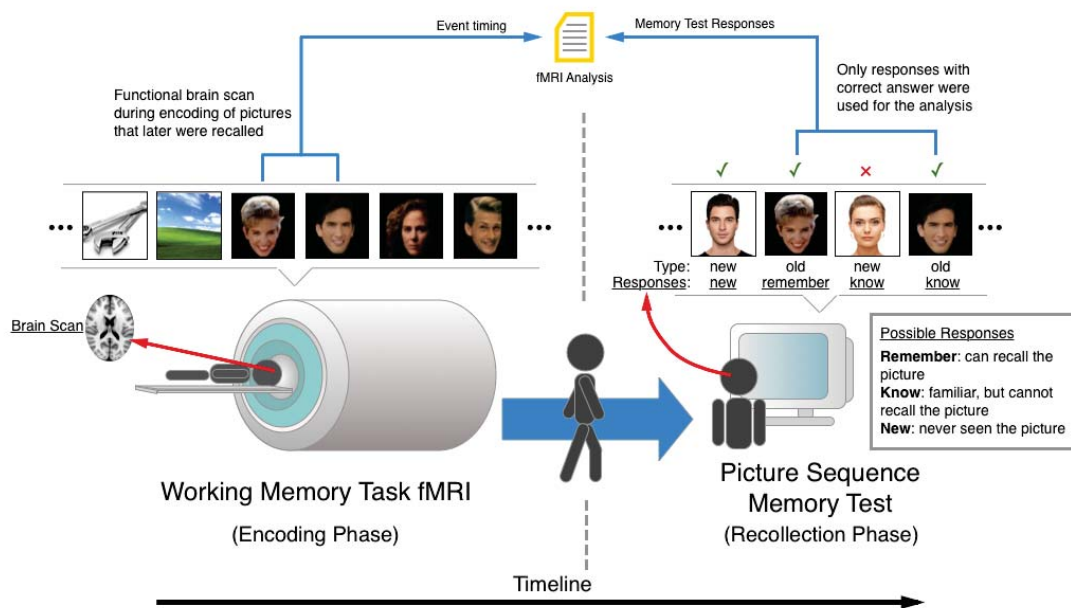 Event timing
Memory Test Responses
fMRI Analysis
Functional brain scan
during encoding of pictures
that later were recalled
Only responses with
correct answer were
used for the analysis
Type: new old new old
Responses: new remember know know
Brain Scan
Possible Responses
Remember: can recall the
picture
Know: familiar, but cannot
recall the picture
New: never seen the picture
Working Memory Task fMRI
(Encoding Phase)
Picture Sequence
Memory Test
(Recollection Phase)
Timeline